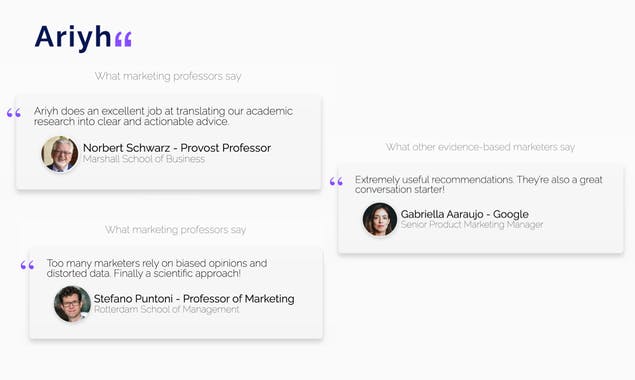 Ariyh“
What marketing professors say
“ Ariyh does an excellent job at translating our academic
research into clear and actionable advice.
Norbert Schwarz - Provost Professor
Marshall School of Business
What other evidence-based marketers say
“ Extremely useful recommendations. They’re also a great
conversation starter!
Gabriella Aaraujo - Google
Senior Product Marketing Manager
What marketing professors say
“ Too many marketers rely on biased opinions and
distorted data. Finally a scientific approach!
Stefano Puntoni - Professor of Marketing
Rotterdam School of Management